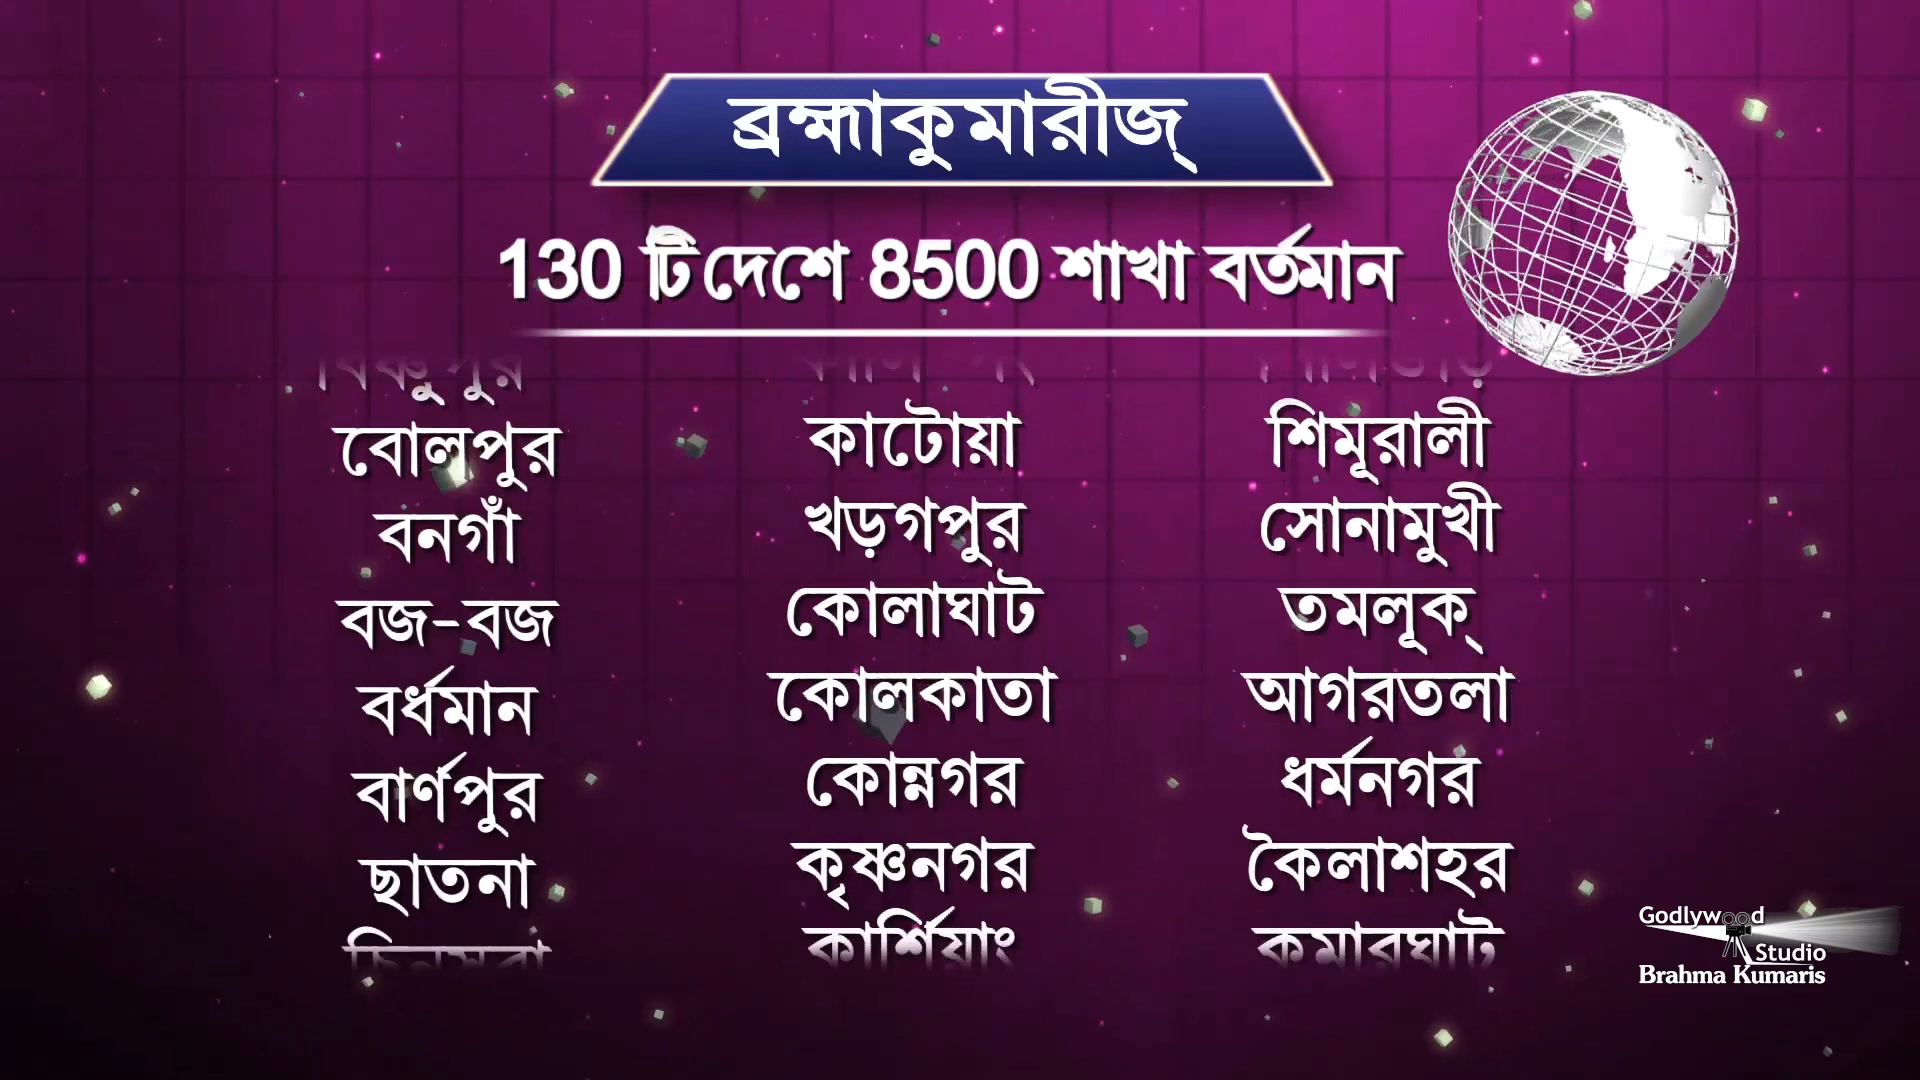 ব্রহ্মাকুমারীজ্
130 টি দেশে 8500 শাখা বর্তমান
বোলপুর
বনগাঁ
বজ-বজ
বর্ধমান
বার্ণপুর
ছাতনা
কাটোয়া
খড়গপুর
কোলাঘাট
কোলকাতা
কোন্নগর
কৃষ্ণনগর
কার্শিয়াং
শিমূরালী
সোনামুখী
তমলূক্
আগরতলা
ধর্মনগর
কৈলাশহর
কুমারঘাট
Godlywood
Studio
Brahma Kumaris